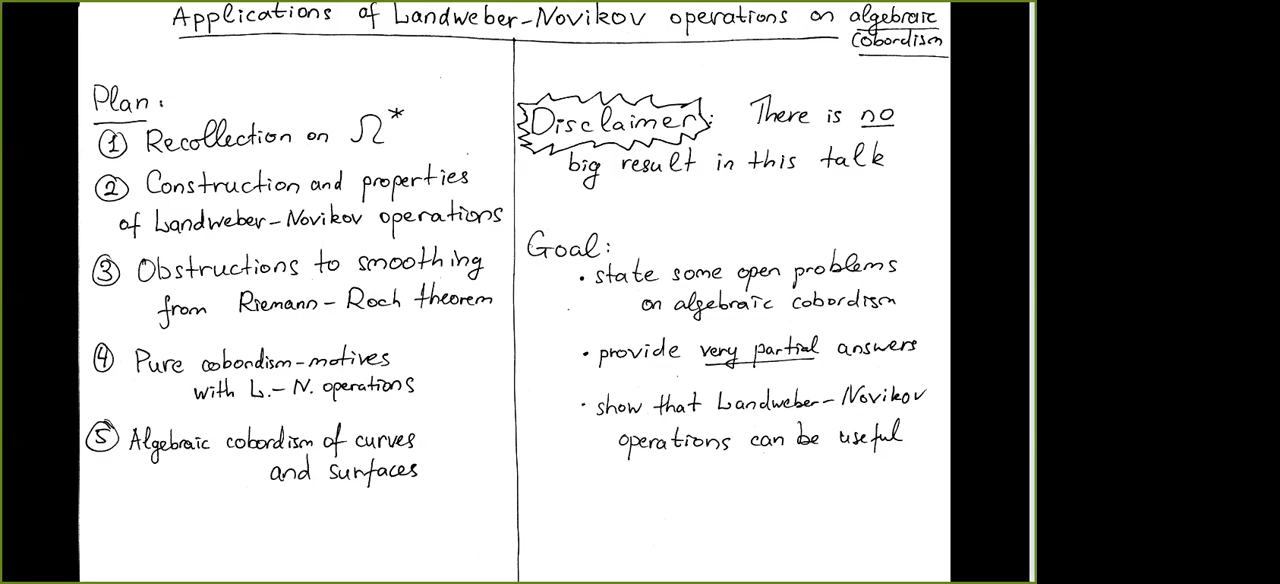 Applications of Landweber-Novikov operations on algebraic
cobordism
Plan:
① Recollection on Ω*
② Construction and properties
of Landweber-Novikov operations
③ Obstructions to smoothing
from Riemann-Roch theorem
④ Pure cobordism-motives
with L.-N. operations
⑤ Algebraic cobordism of curves
and surfaces
Disclaimer: There is no
big result in this talk
Goal:
• state some open problems
on algebraic cobordism
• provide very partial answers
• show that Landweber-Novikov
operations can be useful